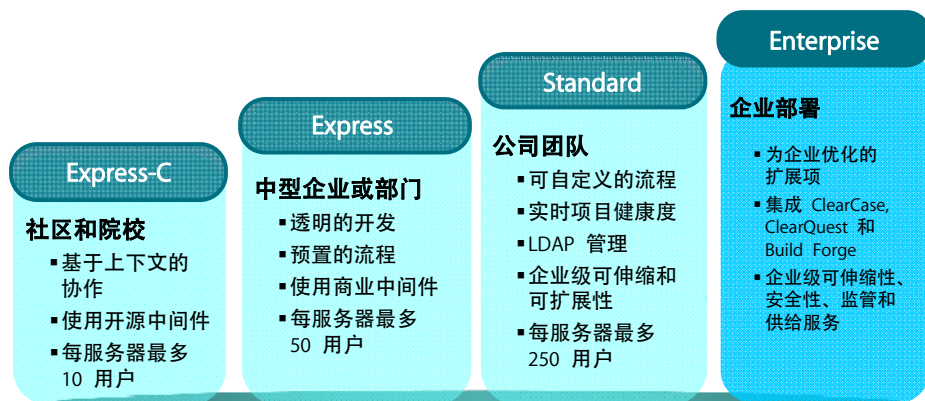 Express-C
社区和院校
▪基于上下文的
协作
▪使用开源中间件
▪每服务器最多
10 用户
Express
中型企业或部门
▪透明的开发
▪预置的流程
▪使用商业中间件
▪每服务器最多
50 用户
Standard
公司团队
▪可自定义的流程
▪实时项目健康度
▪LDAP 管理
▪企业级可伸缩和
可扩展性
▪每服务器最多
250 用户
Enterprise
企业部署
▪为企业优化的
扩展项
▪集成 ClearCase,
ClearQuest 和
Build Forge
▪企业级可伸缩性、
安全性、监管和
供给服务